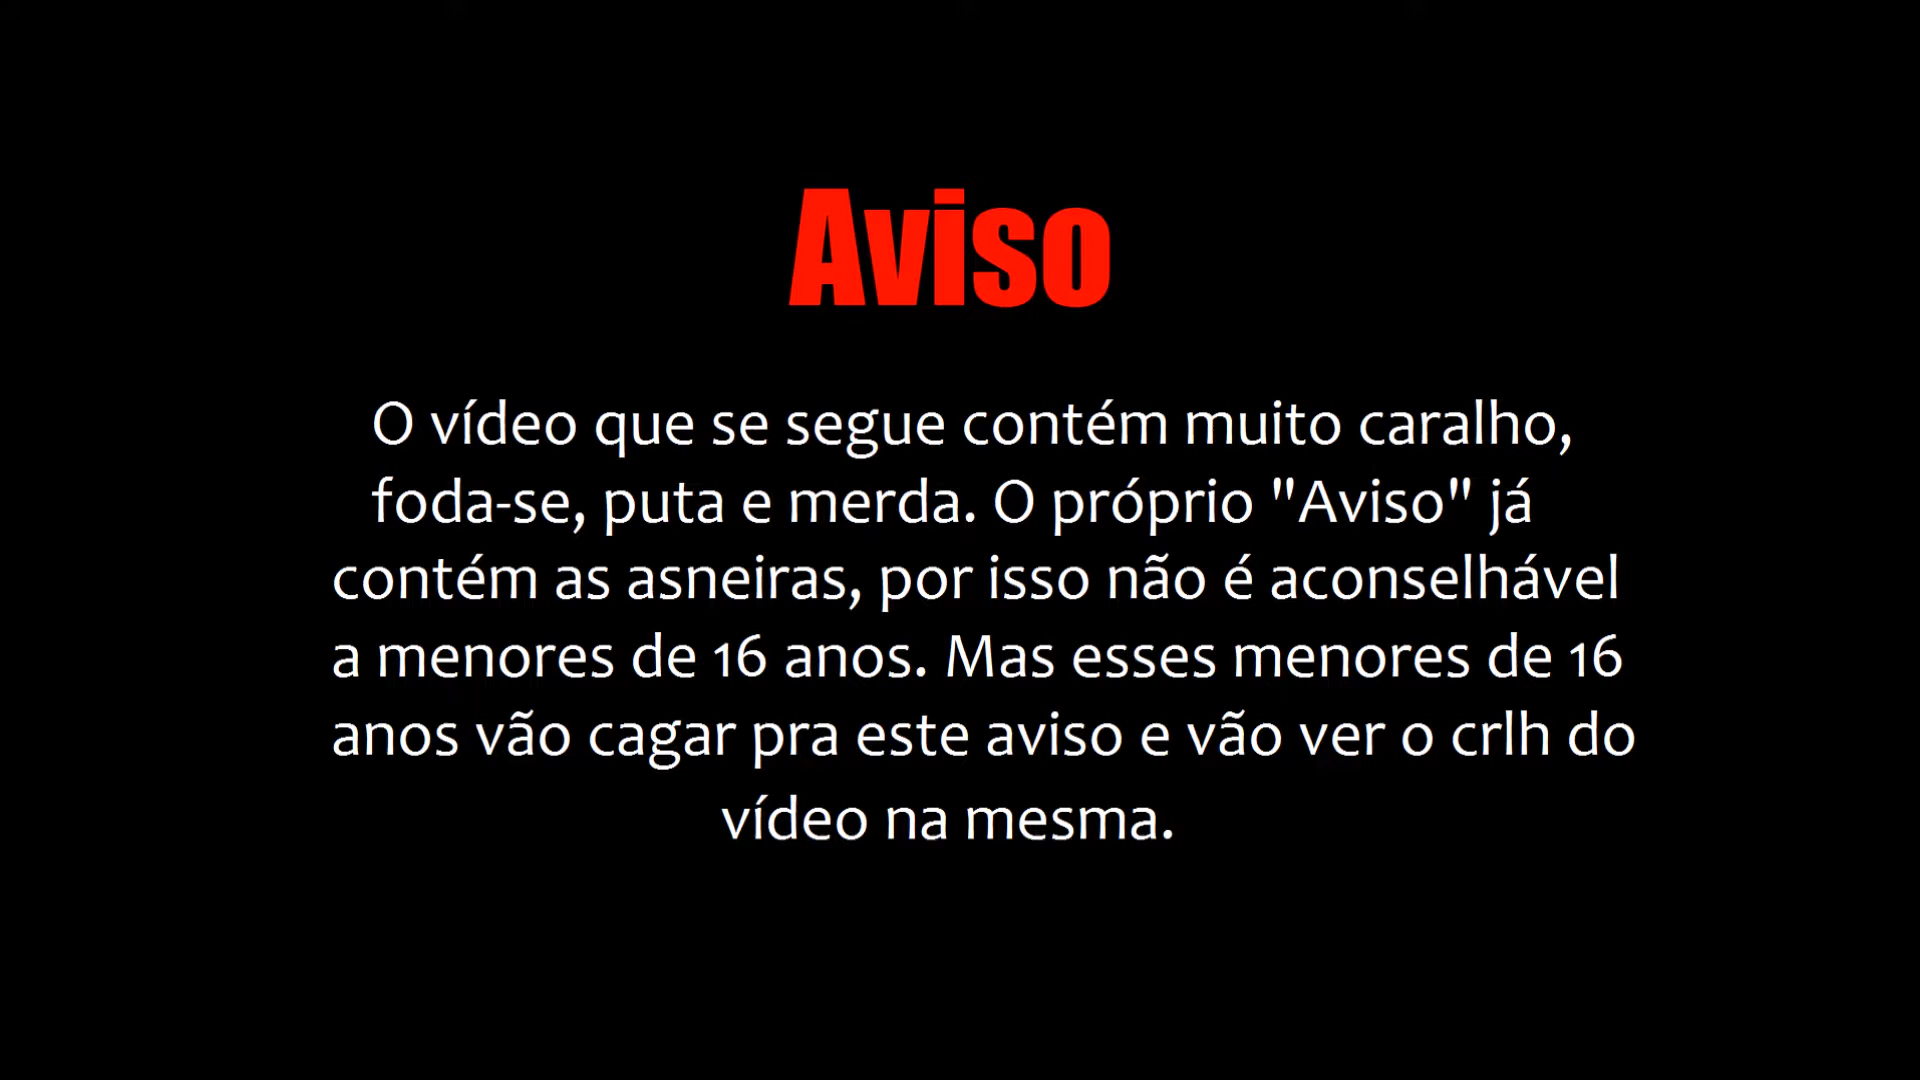 Aviso
O vídeo que se segue contém muito caralho,
foda-se, puta e merda. O próprio "Aviso" já
contém as asneiras, por isso não é aconselhável
a menores de 16 anos. Mas esses menores de 16
anos vão cagar pra este aviso e vão ver o crlh do
vídeo na mesma.